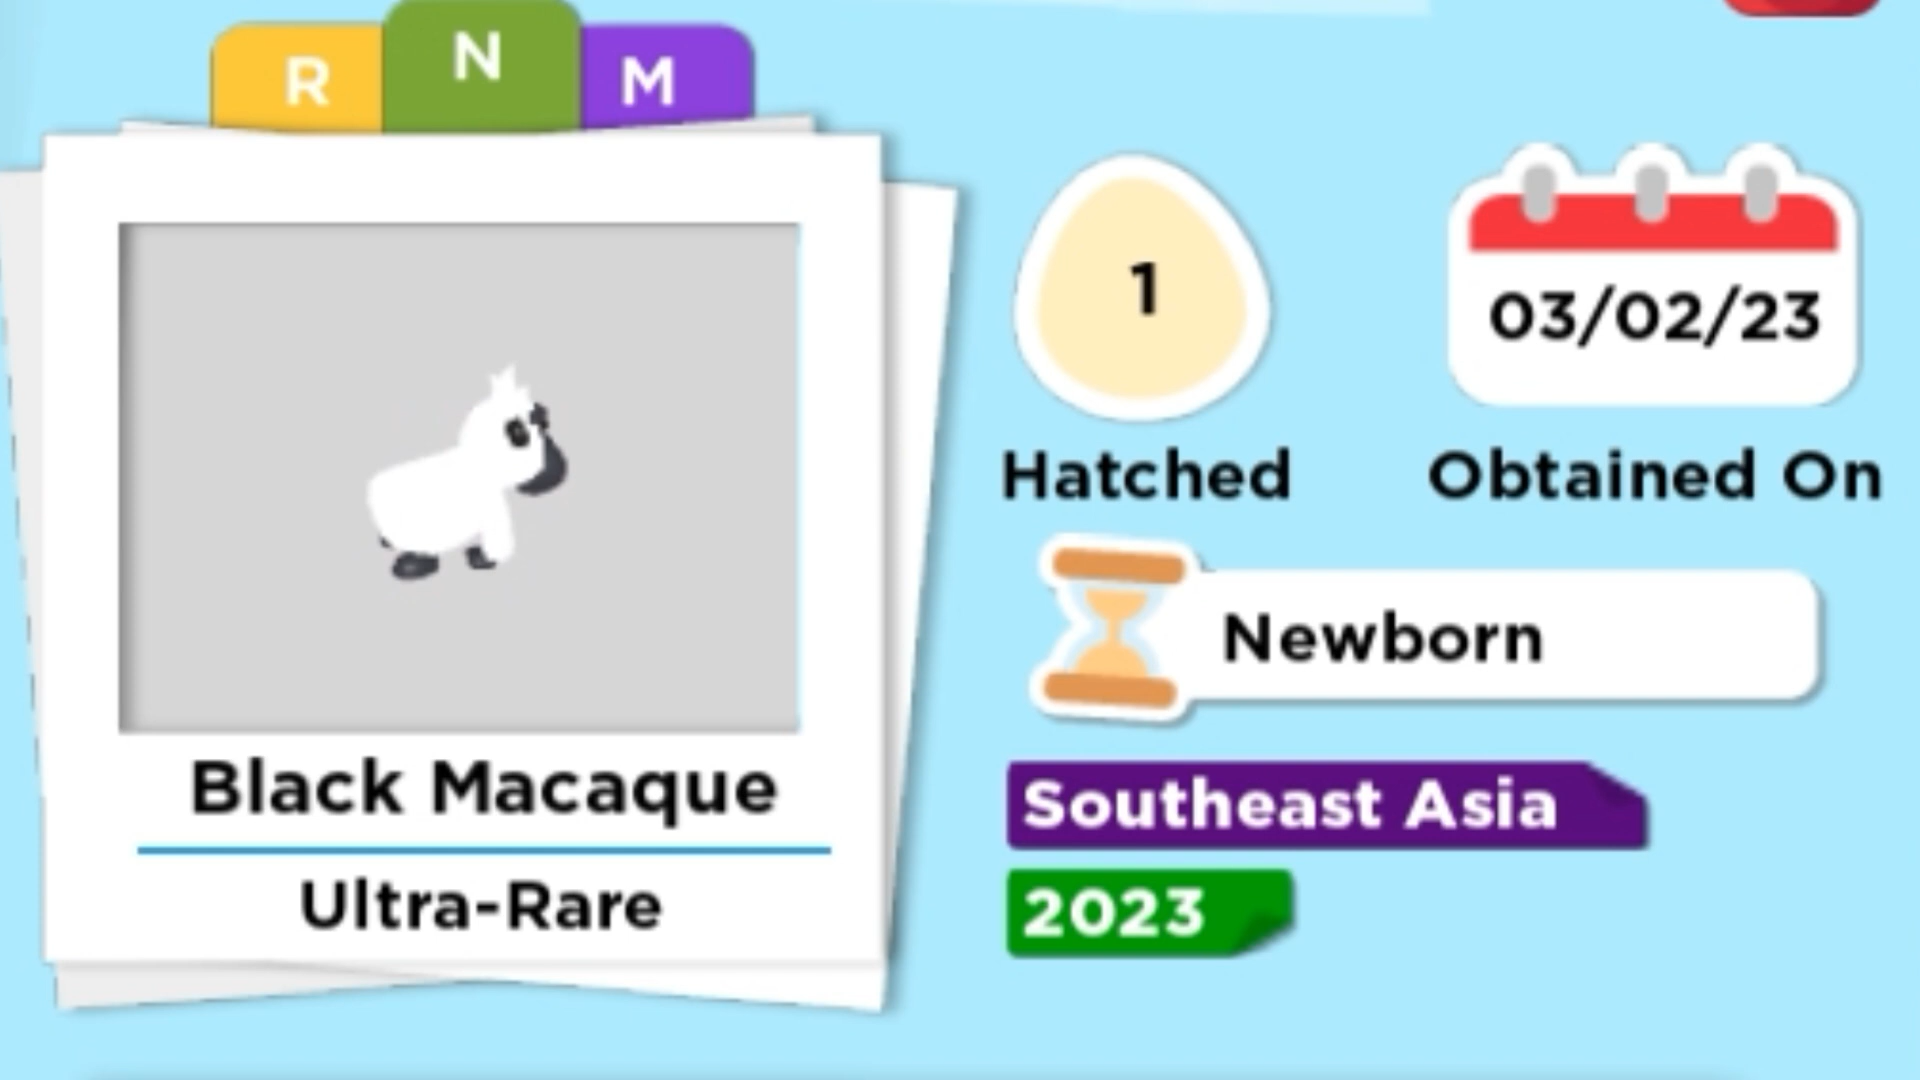 R N M
Black Macaque
Ultra-Rare
1
Hatched
03/02/23
Obtained On
Newborn
Southeast Asia
2023